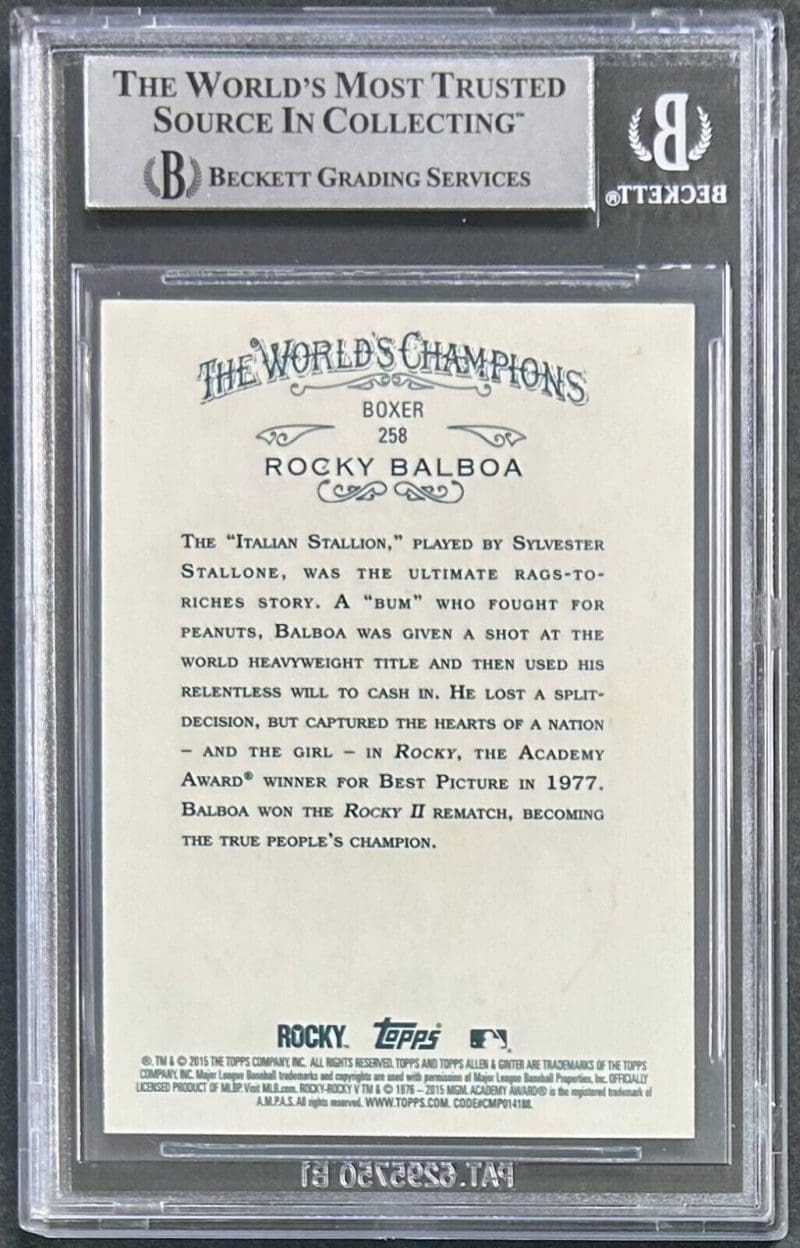 THE WORLD'S MOST TRUSTED
SOURCE IN COLLECTING™
B BECKETT GRADING SERVICES
B
BECKETT®
THE WORLD'S CHAMPIONS
BOXER
258
ROCKY BALBOA
THE "ITALIAN STALLION," PLAYED BY SYLVESTER
STALLONE, WAS THE ULTIMATE RAGS-TO-
RICHES STORY. A "BUM" WHO FOUGHT FOR
PEANUTS, BALBOA WAS GIVEN A SHOT AT THE
WORLD HEAVYWEIGHT TITLE AND THEN USED HIS
RELENTLESS WILL TO CASH IN. HE LOST A SPLIT-
DECISION, BUT CAPTURED THE HEARTS OF A NATION
– AND THE GIRL – IN ROCKY, THE ACADEMY
AWARD® WINNER FOR BEST PICTURE IN 1977.
BALBOA WON THE ROCKY II REMATCH, BECOMING
THE TRUE PEOPLE'S CHAMPION.
ROCKY™ Topps
®, TM & © 2015 THE TOPPS COMPANY, INC. ALL RIGHTS RESERVED. TOPPS AND TOPPS ALLEN & GINTER ARE TRADEMARKS OF THE TOPPS
COMPANY, INC. Major League Baseball trademarks and copyrights are used with permission of Major League Baseball Properties, Inc. OFFICIALLY
LICENSED PRODUCT OF MLBP. Visit MLB.com. ROCKY-ROCKY V TM & © 1976 – 2015 MGM. ACADEMY AWARD® is the registered trademark of
A.M.P.A.S. All rights reserved. WWW.TOPPS.COM. CODE#CMP014188.
PAT.6295750 B1